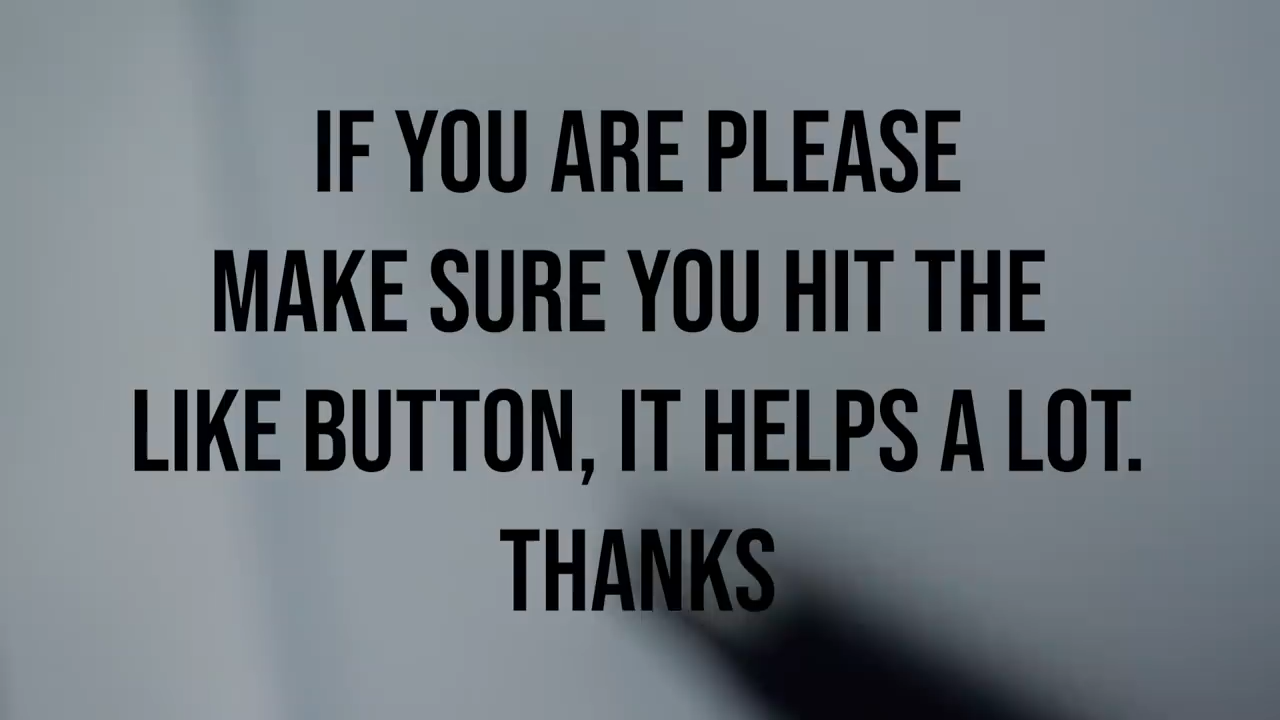 IF YOU ARE PLEASE
MAKE SURE YOU HIT THE
LIKE BUTTON, IT HELPS A LOT.
THANKS